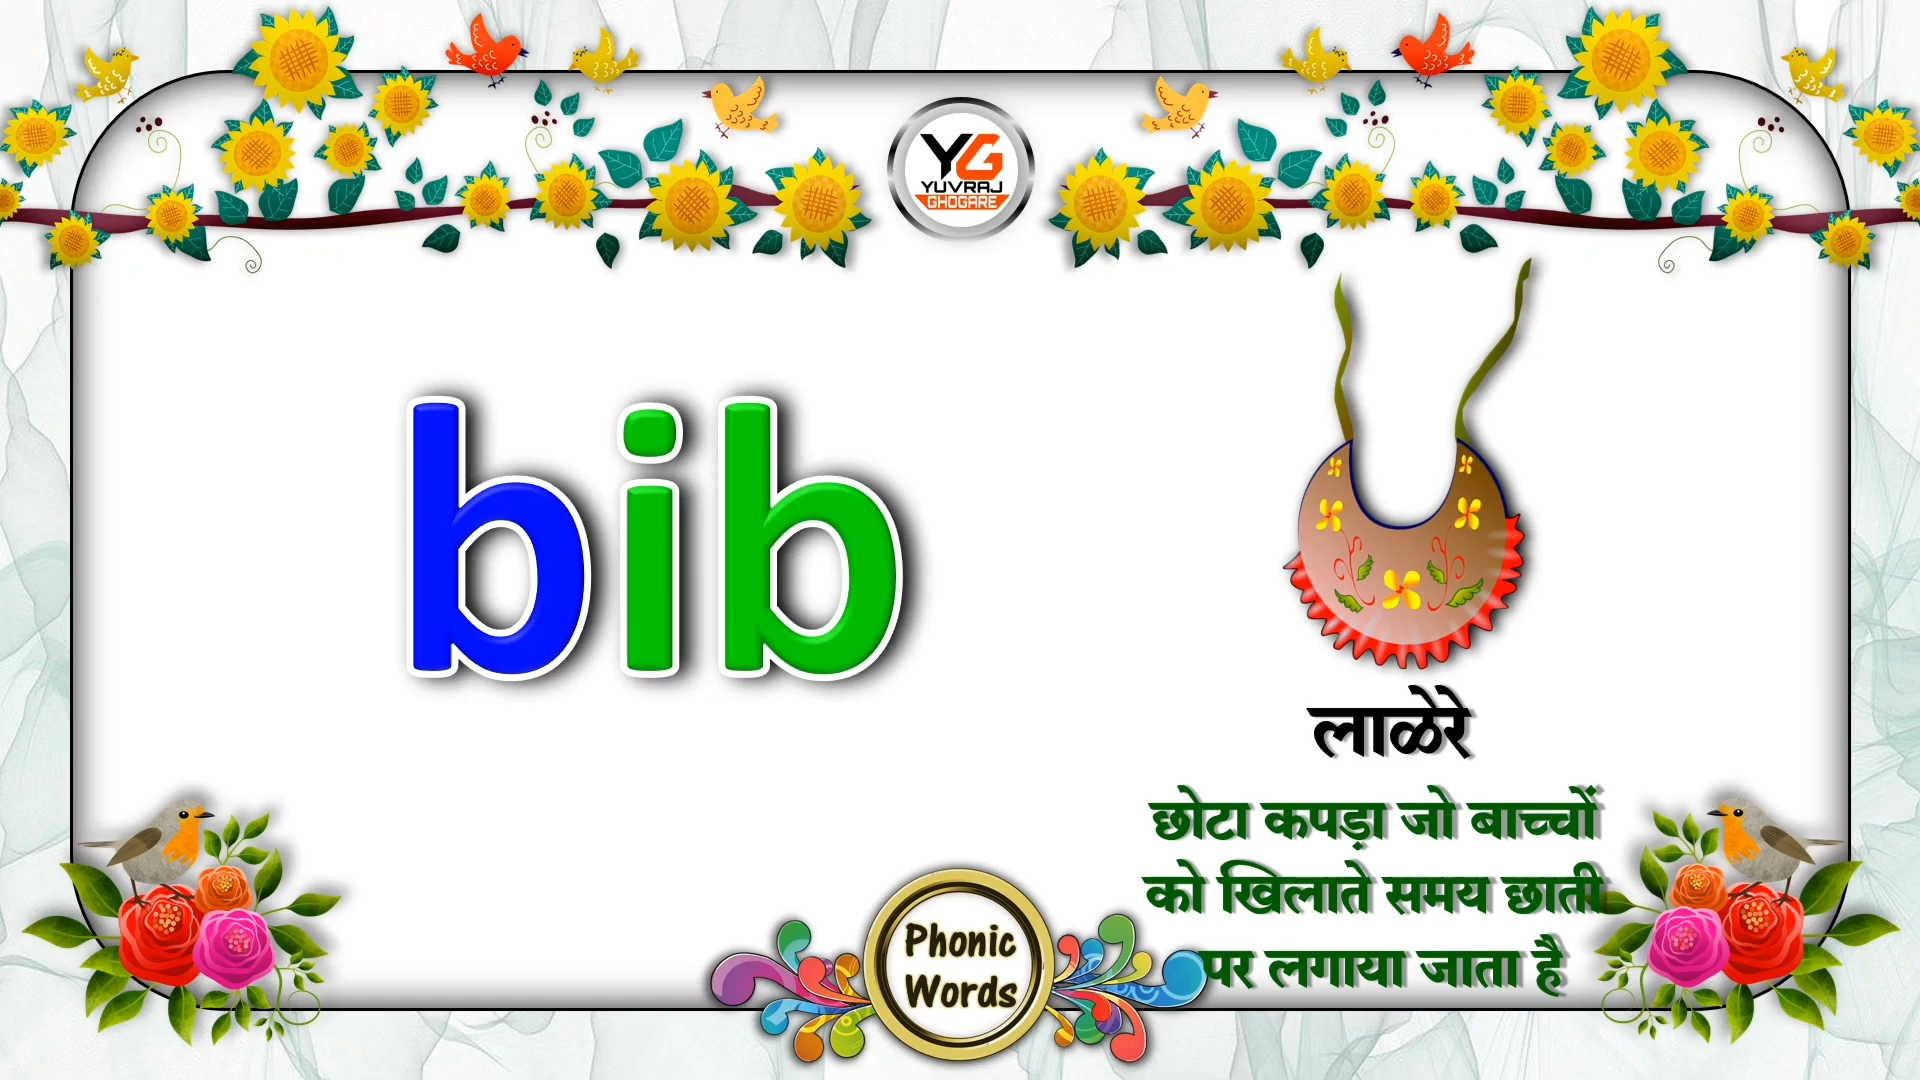 YG
YUVRAJ
GHOGARE
bib
लाळेरे
छोटा कपड़ा जो बाच्चों
को खिलाते समय छाती
पर लगाया जाता है
Phonic
Words